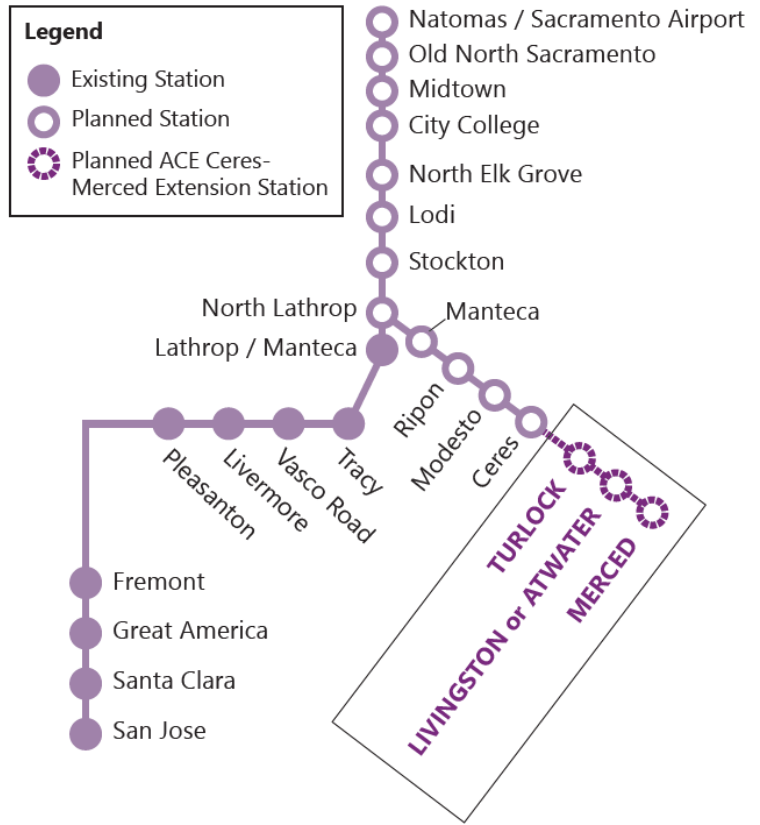 Legend
Existing Station
Planned Station
Planned ACE Ceres-
Merced Extension Station
Natomas / Sacramento Airport
Old North Sacramento
Midtown
City College
North Elk Grove
Lodi
Stockton
North Lathrop
Manteca
Lathrop / Manteca
Ripon
Modesto
Ceres
TURLOCK
LIVINGSTON or ATWATER
MERCED
Pleasanton
Livermore
Vasco Road
Tracy
Fremont
Great America
Santa Clara
San Jose